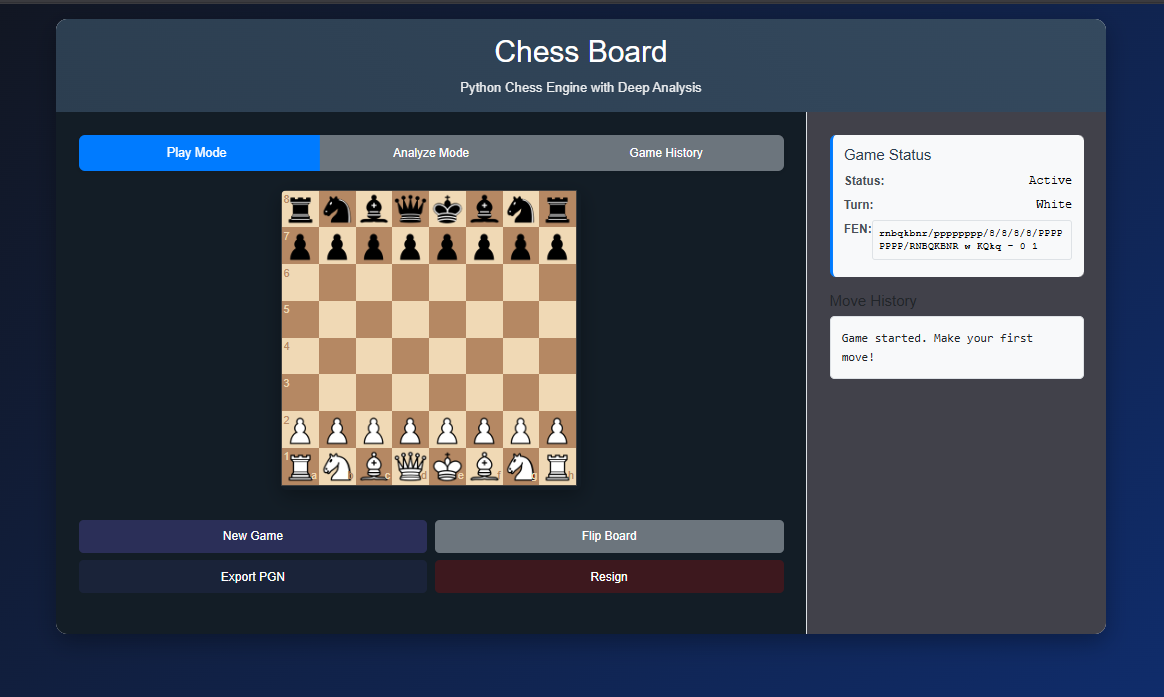 Chess Board
Python Chess Engine with Deep Analysis
Play Mode
Analyze Mode
Game History
8
7
6
5
4
3
2
1
a
b
c
d
e
f
g
h
New Game
Flip Board
Export PGN
Resign
Game Status
Status:
Active
Turn:
White
FEN:
rnbqkbnr/pppppppp/8/8/8/8/PPPP
PPPP/RNBQKBNR w KQkq - 0 1
Move History
Game started. Make your first
move!